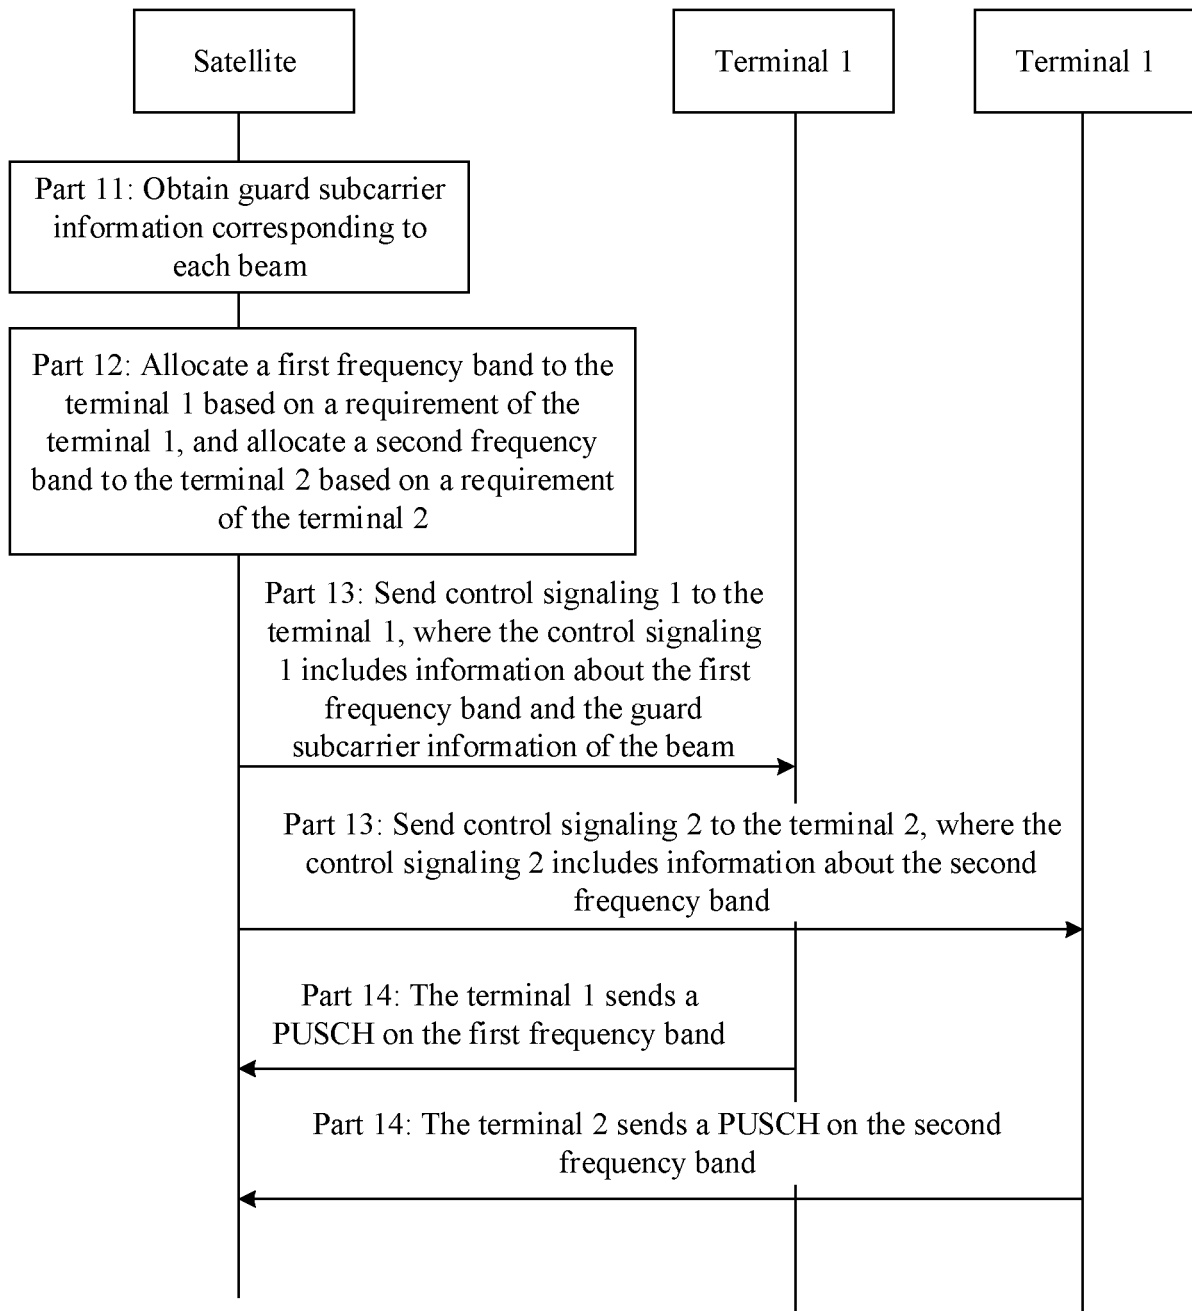 Satellite
Terminal 1
Terminal 1
Part 11: Obtain guard subcarrier
information corresponding to
each beam
Part 12: Allocate a first frequency band to the
terminal 1 based on a requirement of the
terminal 1, and allocate a second frequency
band to the terminal 2 based on a requirement
of the terminal 2
Part 13: Send control signaling 1 to the
terminal 1, where the control signaling
1 includes information about the first
frequency band and the guard
subcarrier information of the beam
Part 13: Send control signaling 2 to the terminal 2, where the
control signaling 2 includes information about the second
frequency band
Part 14: The terminal 1 sends a
PUSCH on the first frequency band
Part 14: The terminal 2 sends a PUSCH on the second
frequency band